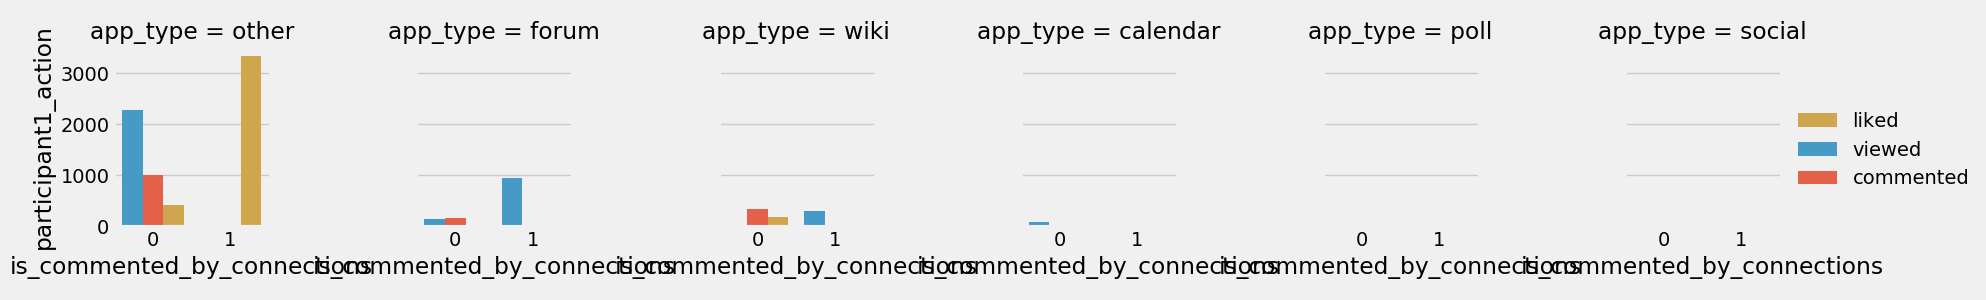 app_type = other
app_type = forum
app_type = wiki
app_type = calendar
app_type = poll
app_type = social
participant1_action
3000
2000
1000
0
liked
viewed
commented
0 1
0 1
0 1
0 1
0 1
0 1
is_commented_by_connections
is_commented_by_connections
is_commented_by_connections
is_commented_by_connections
is_commented_by_connections
is_commented_by_connections